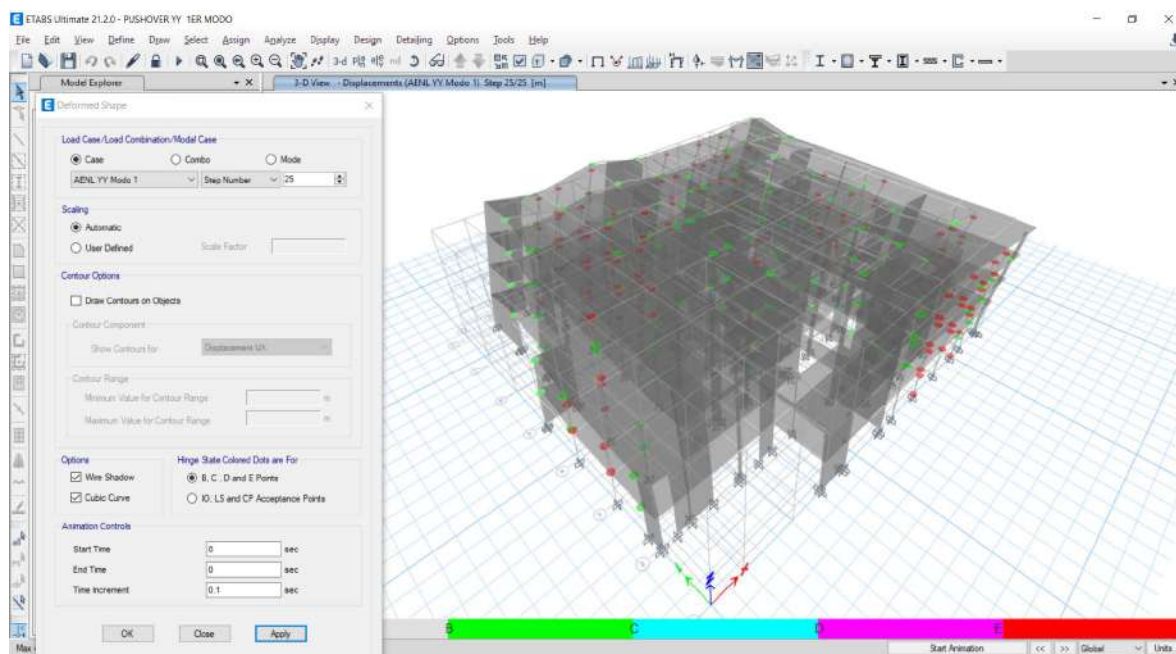 ETABS Ultimate 21.2.0 - PUSHOVER YY 1ER MODO
File Edit View Define Draw Select Assign Analyze Display Design Detailing Options Tools Help
3-d
nd
Model Explorer
3-D View - Displacements (AENL YY Modo 1) Step 25/25 [m]
E Deformed Shape
Load Case/Load Combination/Modal Case
Case Combo Mode
AENL YY Modo 1 Step Number 25
Scaling
Automatic
User Defined Scale Factor
Contour Options
Draw Contours on Objects
Contour Component
Show Contours for Displacement UX
Contour Range
Minimum Value for Contour Range m
Maximum Value for Contour Range m
Options
Wire Shadow
Cubic Curve
Hinge State Colored Dots are For
B, C, D and E Points
IO, LS and CP Acceptance Points
Animation Controls
Start Time 0 sec
End Time 0 sec
Time Increment 0.1 sec
OK Close Apply
B C D E
Max
Start Animation << >> Global Units